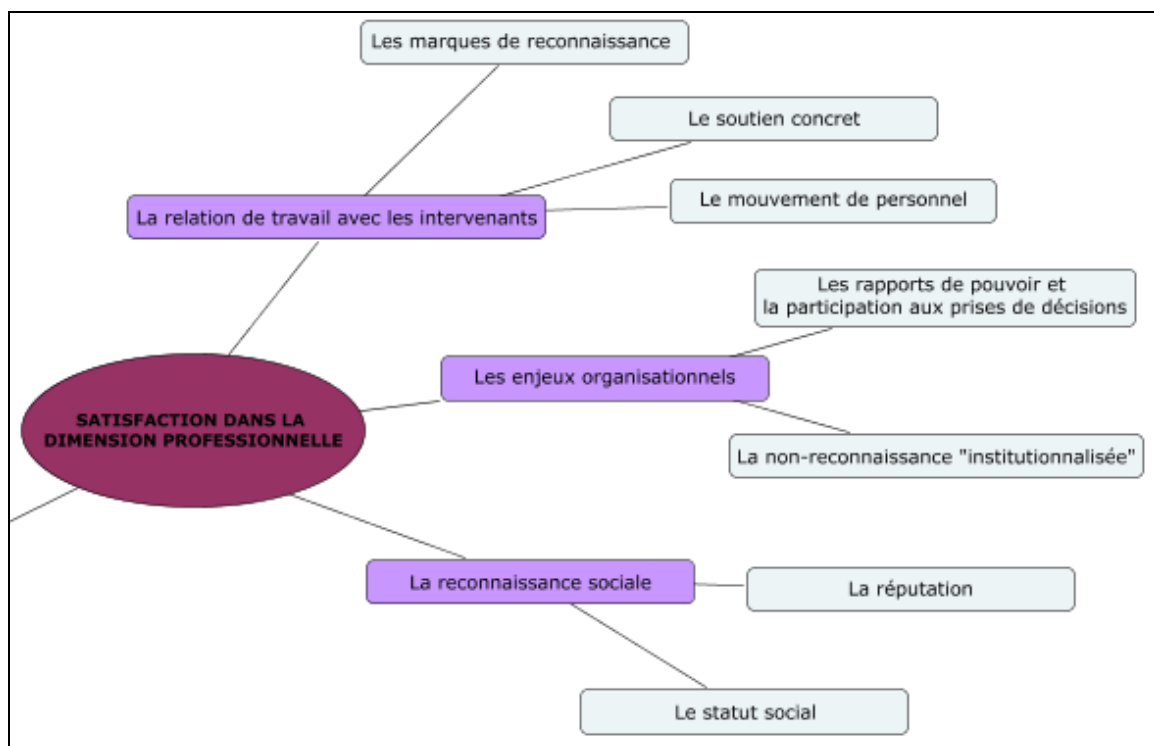 Les marques de reconnaissance
Le soutien concret
Le mouvement de personnel
La relation de travail avec les intervenants
Les rapports de pouvoir et
la participation aux prises de décisions
Les enjeux organisationnels
SATISFACTION DANS LA
DIMENSION PROFESSIONNELLE
La non-reconnaissance "institutionnalisée"
La reconnaissance sociale
La réputation
Le statut social